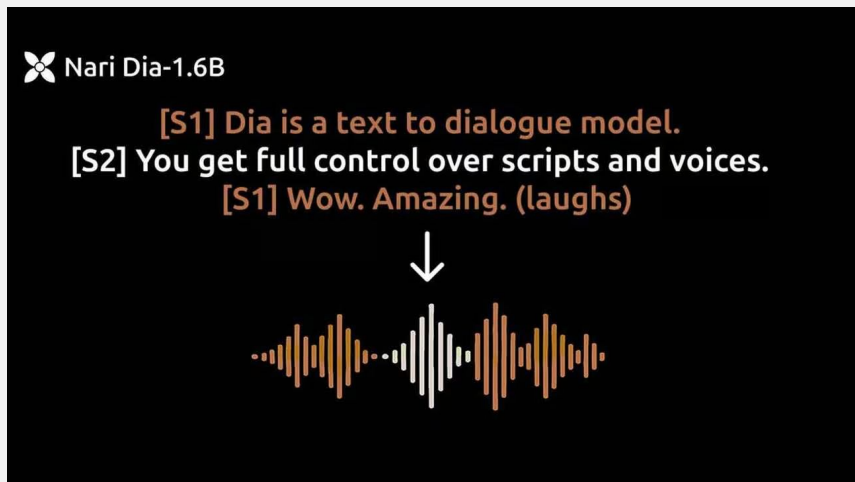 Nari Dia-1.6B
[S1] Dia is a text to dialogue model.
[S2] You get full control over scripts and voices.
[S1] Wow. Amazing. (laughs)